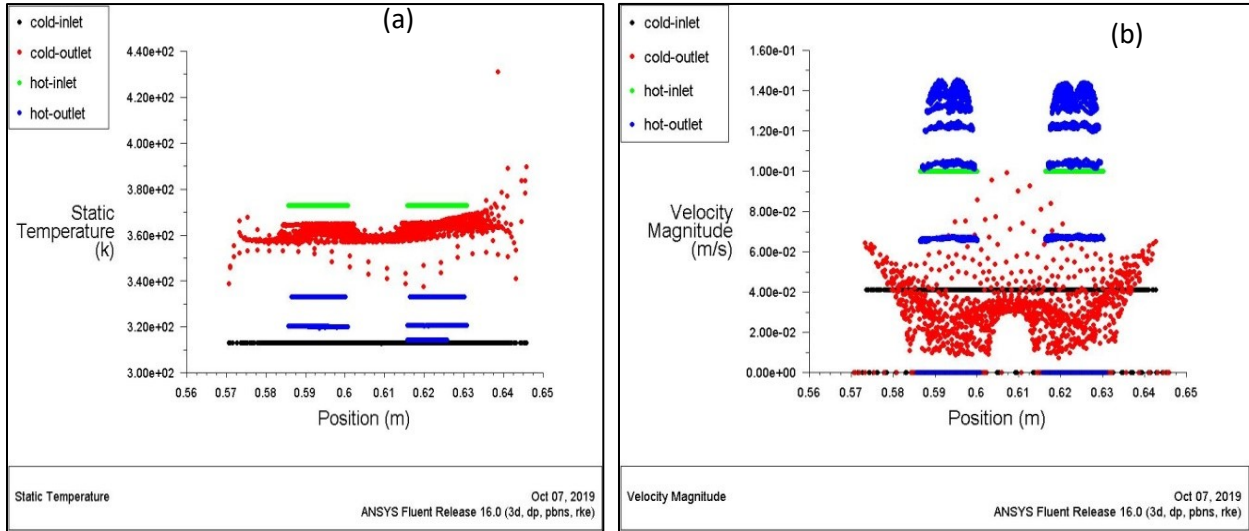 (a)
cold-inlet
cold-outlet
hot-inlet
hot-outlet
4.40e+02
4.20e+02
4.00e+02
3.80e+02
3.60e+02
3.40e+02
3.20e+02
3.00e+02
Static
Temperature
(k)
0.56 0.57 0.58 0.59 0.6 0.61 0.62 0.63 0.64 0.65
Position (m)
Static Temperature
Oct 07, 2019
ANSYS Fluent Release 16.0 (3d, dp, pbns, rke)
(b)
cold-inlet
cold-outlet
hot-inlet
hot-outlet
1.60e-01
1.40e-01
1.20e-01
1.00e-01
8.00e-02
6.00e-02
4.00e-02
2.00e-02
0.00e+00
Velocity
Magnitude
(m/s)
0.56 0.57 0.58 0.59 0.6 0.61 0.62 0.63 0.64 0.65
Position (m)
Velocity Magnitude
Oct 07, 2019
ANSYS Fluent Release 16.0 (3d, dp, pbns, rke)